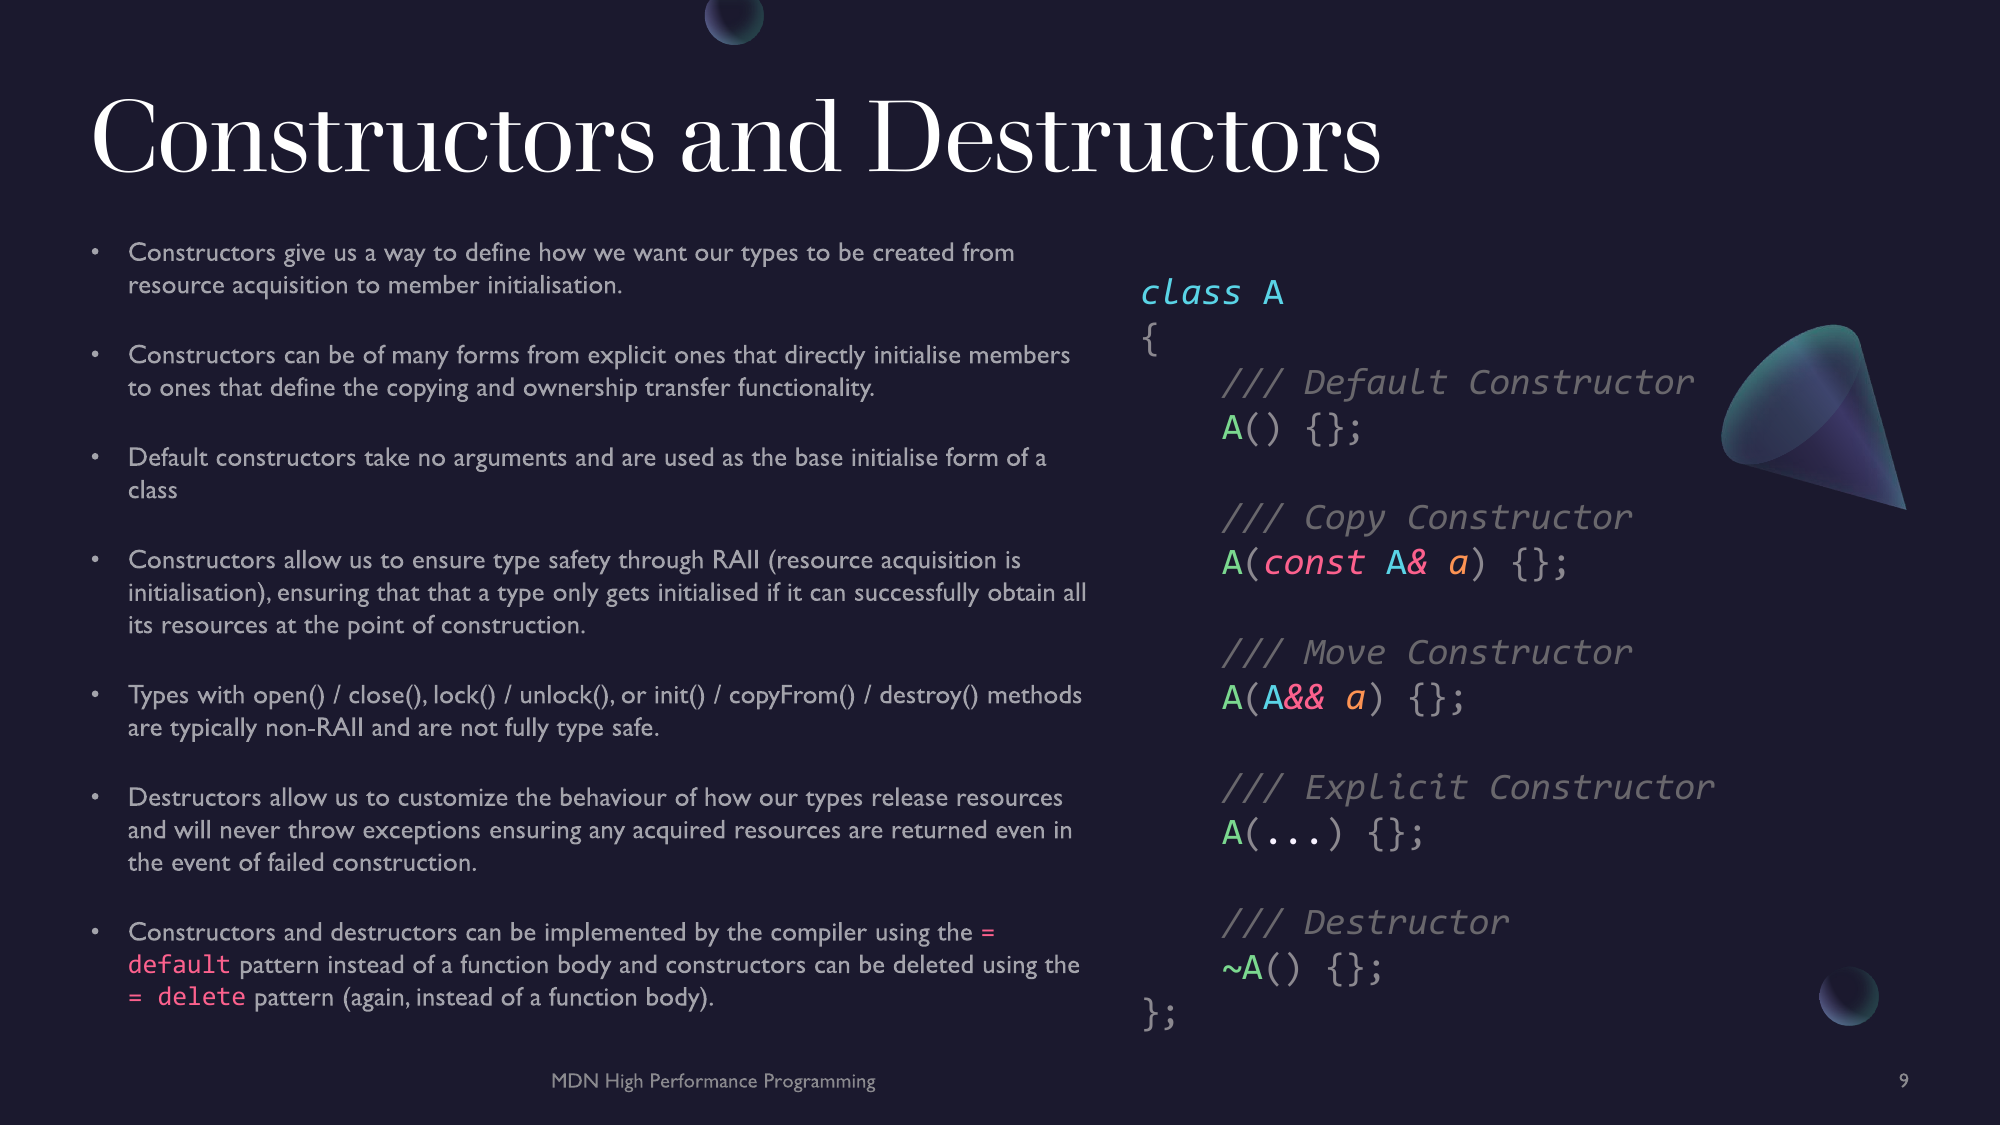 Constructors and Destructors
• Constructors give us a way to define how we want our types to be created from
resource acquisition to member initialisation.
• Constructors can be of many forms from explicit ones that directly initialise members
to ones that define the copying and ownership transfer functionality.
• Default constructors take no arguments and are used as the base initialise form of a
class
• Constructors allow us to ensure type safety through RAII (resource acquisition is
initialisation), ensuring that that a type only gets initialised if it can successfully obtain all
its resources at the point of construction.
• Types with open() / close(), lock() / unlock(), or init() / copyFrom() / destroy() methods
are typically non-RAII and are not fully type safe.
• Destructors allow us to customize the behaviour of how our types release resources
and will never throw exceptions ensuring any acquired resources are returned even in
the event of failed construction.
• Constructors and destructors can be implemented by the compiler using the =
default pattern instead of a function body and constructors can be deleted using the
= delete pattern (again, instead of a function body).
class A
{
/// Default Constructor
A() {};
/// Copy Constructor
A(const A& a) {};
/// Move Constructor
A(A&& a) {};
/// Explicit Constructor
A(...) {};
/// Destructor
~A() {};
};
MDN High Performance Programming
9